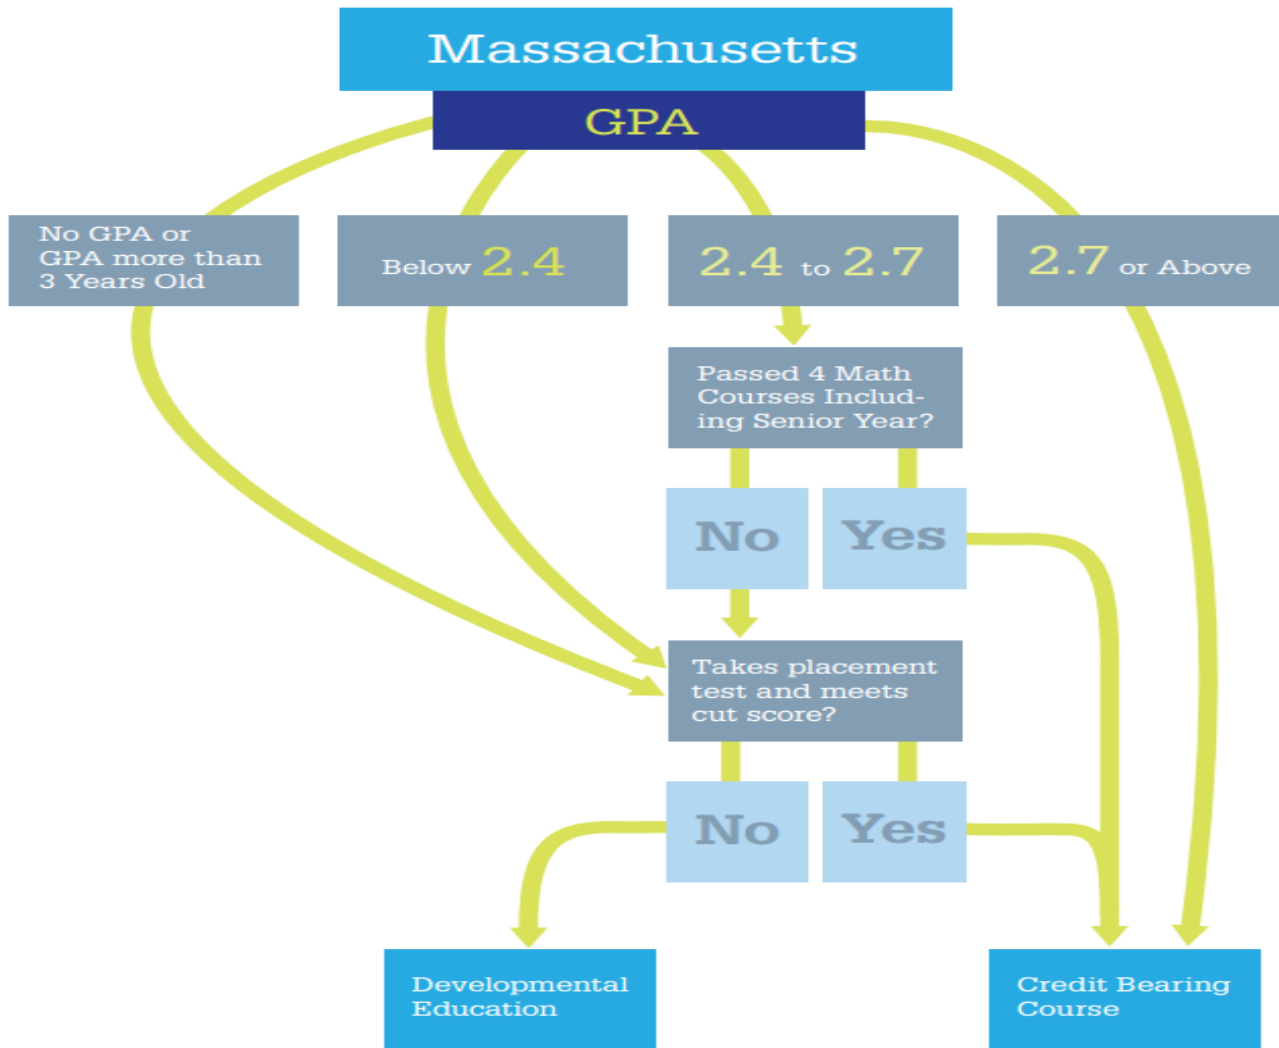 Massachusetts
GPA
No GPA or
GPA more than
3 Years Old
Below 2.4
2.4 to 2.7
2.7 or Above
Passed 4 Math
Courses Includ-
ing Senior Year?
No
Yes
Takes placement
test and meets
cut score?
No
Yes
Developmental
Education
Credit Bearing
Course